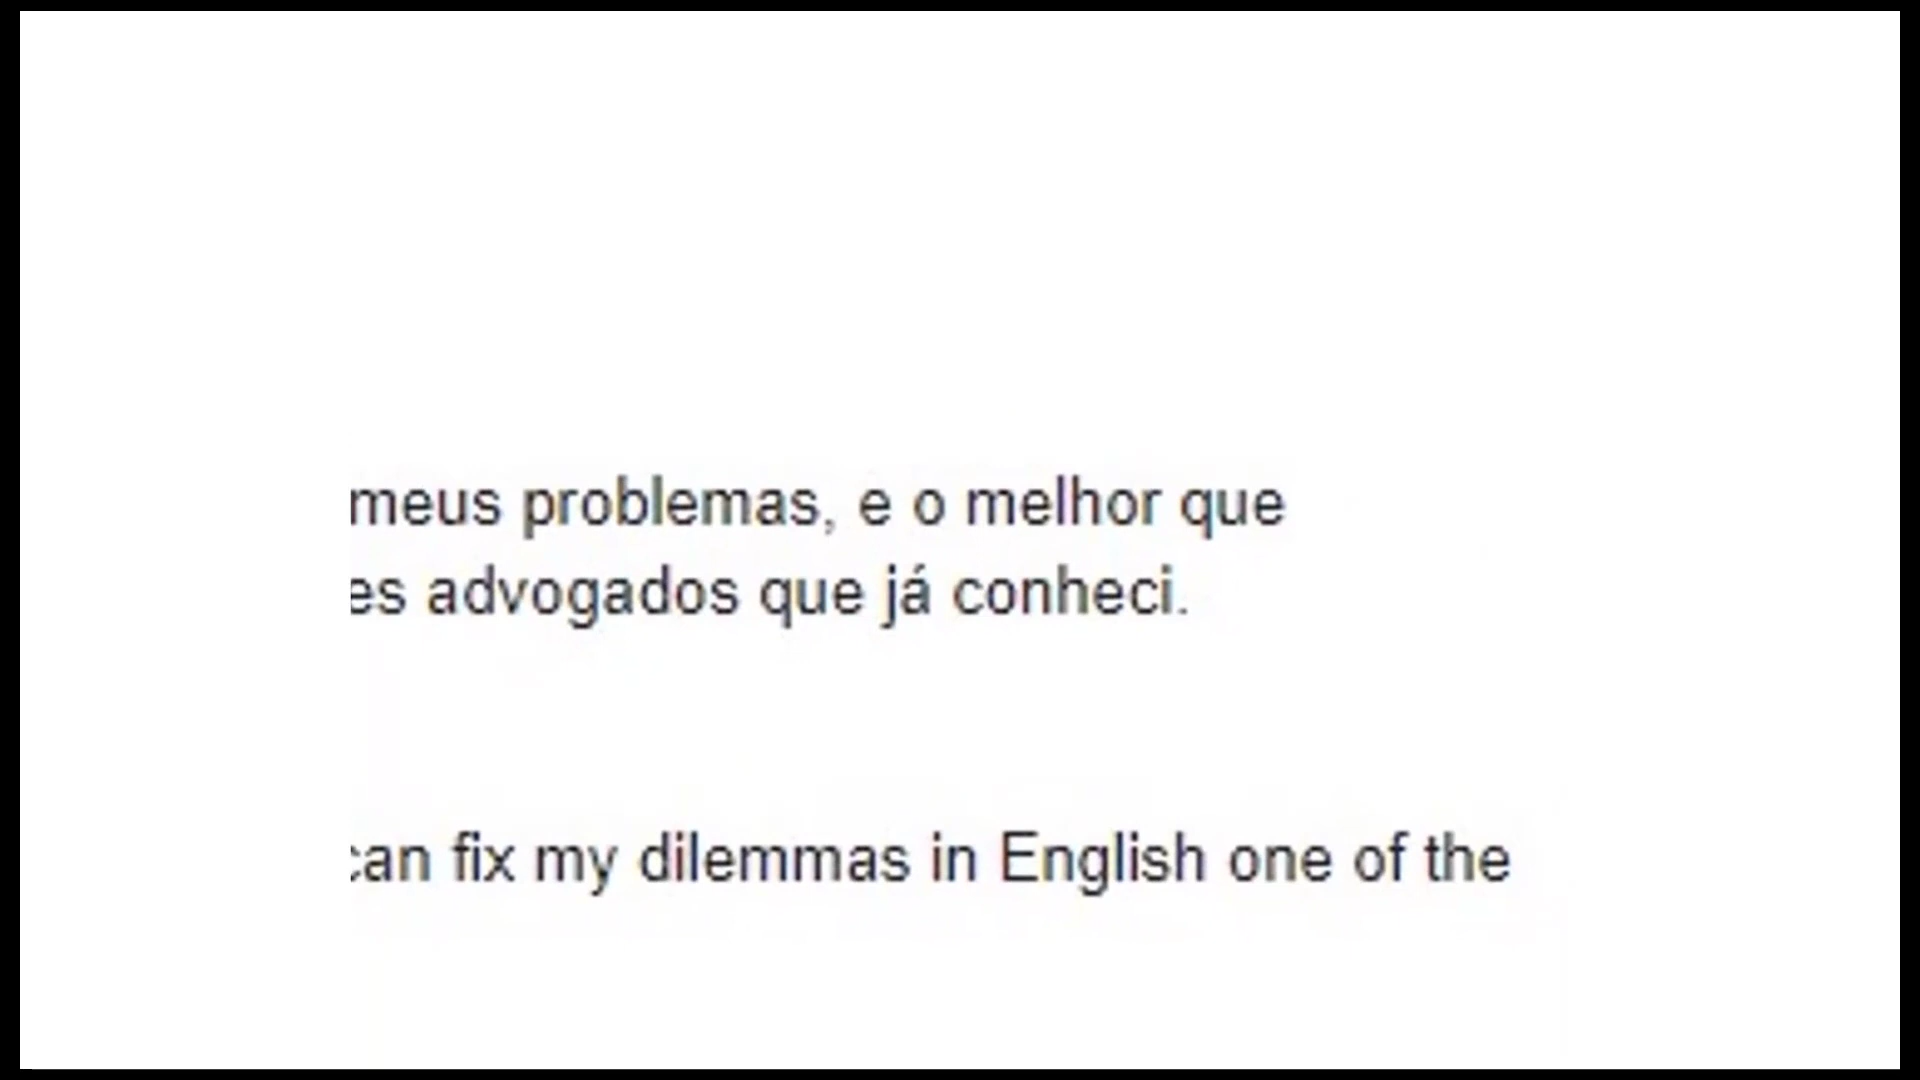 meus problemas, e o melhor que
es advogados que já conheci.
can fix my dilemmas in English one of the